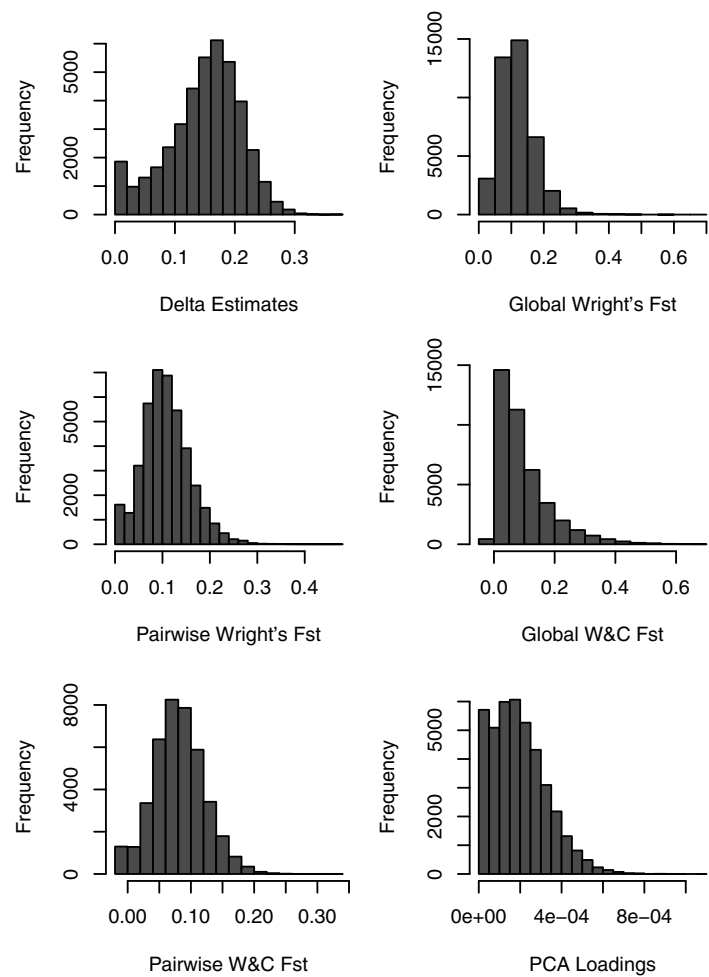 Frequency
0 2000 5000
0.0 0.1 0.2 0.3
Delta Estimates
Frequency
0 5000 15000
0.0 0.2 0.4 0.6
Global Wright's Fst
Frequency
0 2000 5000
0.0 0.1 0.2 0.3 0.4
Pairwise Wright's Fst
Frequency
0 5000 15000
0.0 0.2 0.4 0.6
Global W&C Fst
Frequency
0 4000 8000
0.00 0.10 0.20 0.30
Pairwise W&C Fst
Frequency
0 2000 5000
0e+00 4e-04 8e-04
PCA Loadings